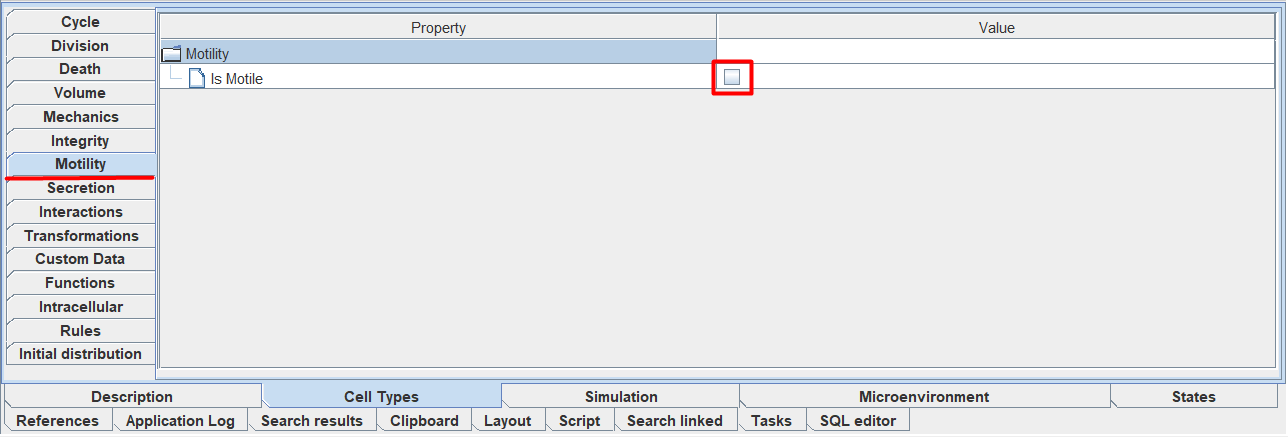 Cycle
Division
Death
Volume
Mechanics
Integrity
Motility
Secretion
Interactions
Transformations
Custom Data
Functions
Intracellular
Rules
Initial distribution
Property Value
Motility
Is Motile
Description Cell Types Simulation Microenvironment States
References Application Log Search results Clipboard Layout Script Search linked Tasks SQL editor